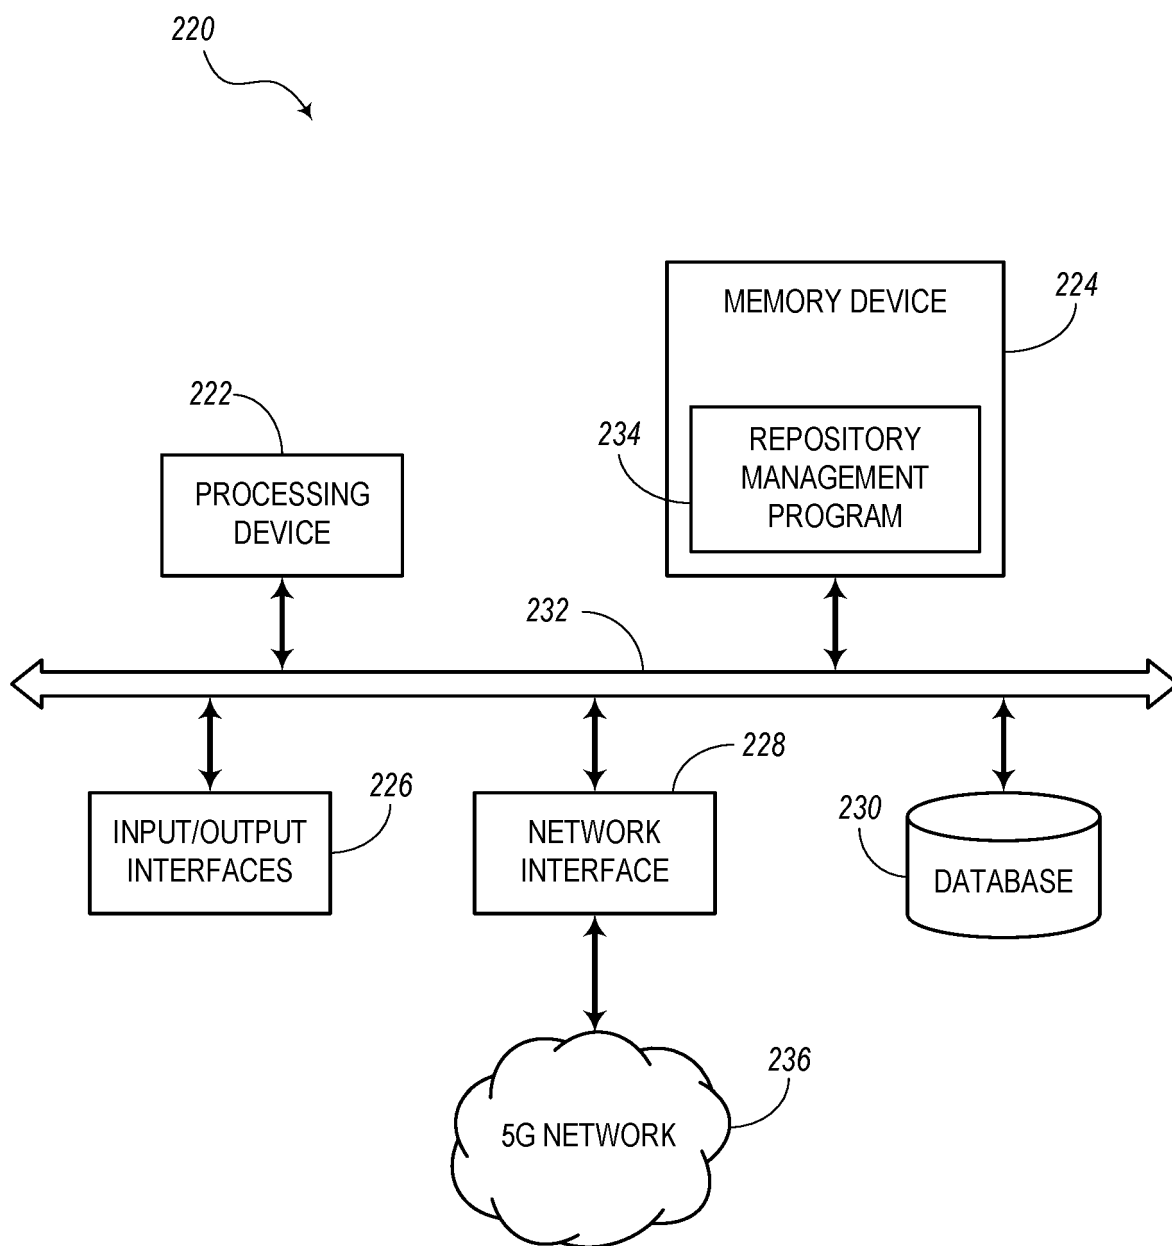 220
MEMORY DEVICE
224
222
234
REPOSITORY
MANAGEMENT
PROGRAM
PROCESSING
DEVICE
232
228
226
230
INPUT/OUTPUT
INTERFACES
NETWORK
INTERFACE
DATABASE
236
5G NETWORK